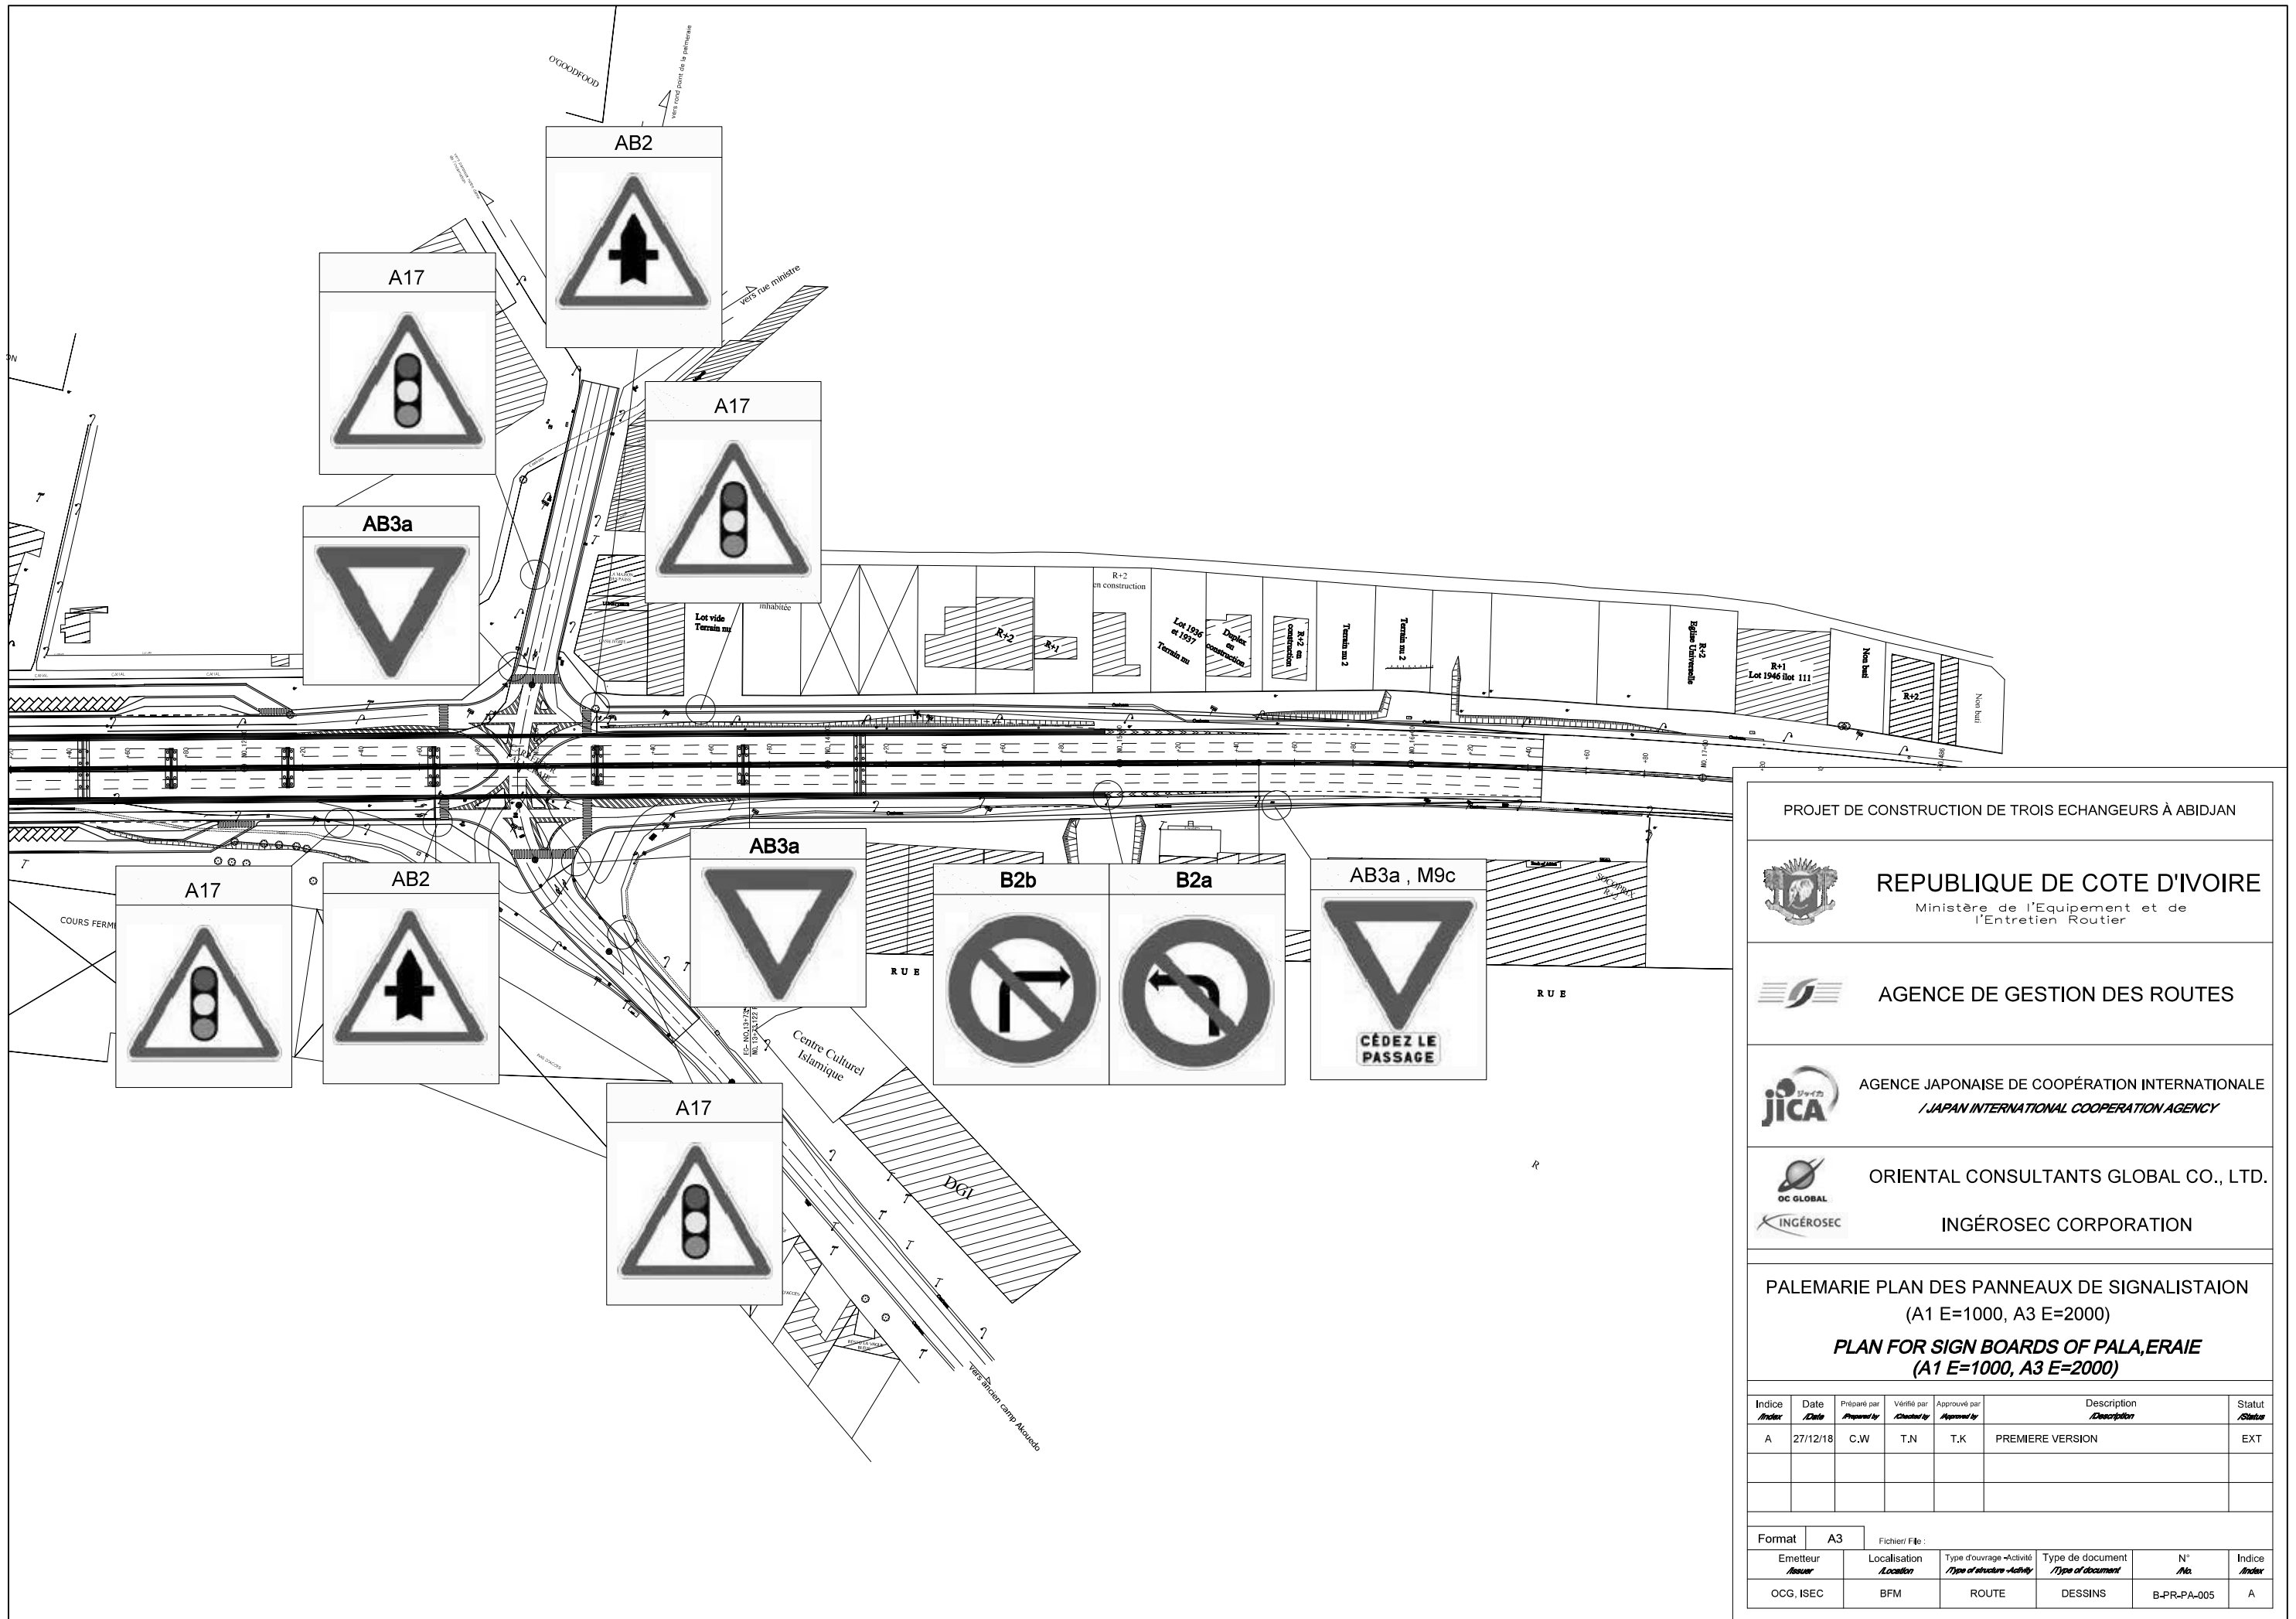 O'GOODFOOD
vers rond point de la palmeraie
AB2
A17
vers rue ministre
A17
AB3a
R+2
en construction
inhabitée
Lot vide
Terrain nu
R+2
R+1
Lot 1936
et 1937
Terrain nu
Duplex
en
construction
R+2 en
construction
Terrain nu 2
Terrain nu 2
R+2
Eglise Universelle
R+1
Lot 1946 ilot 111
Non bati
R+2
Non bati
CANAL
CANAL
CANAL
A17
AB2
AB3a
B2b
B2a
AB3a , M9c
CÉDEZ LE
PASSAGE
COURS FERM
SOCOPRIX
R+2
RUE
RUE
Centre Culturel
Islamique
A17
DGI
R
vers ancien camp Akouedo
PROJET DE CONSTRUCTION DE TROIS ECHANGEURS À ABIDJAN
REPUBLIQUE DE COTE D'IVOIRE
Ministère de l'Equipement et de
l'Entretien Routier
AGENCE DE GESTION DES ROUTES
ジャイカ
JICA
AGENCE JAPONAISE DE COOPÉRATION INTERNATIONALE
/ JAPAN INTERNATIONAL COOPERATION AGENCY
OC GLOBAL
ORIENTAL CONSULTANTS GLOBAL CO., LTD.
INGÉROSEC
INGÉROSEC CORPORATION
PALEMARIE PLAN DES PANNEAUX DE SIGNALISTAION
(A1 E=1000, A3 E=2000)
PLAN FOR SIGN BOARDS OF PALA,ERAIE
(A1 E=1000, A3 E=2000)
Indice Date Préparé par Vérifié par Approuvé par Description Statut
/Index /Date /Prepared by /Checked by /Approved by /Description /Status
A 27/12/18 C.W T.N T.K PREMIERE VERSION EXT
Format A3 Fichier/ File :
Emetteur Localisation Type d'ouvrage -Activité Type de document N° Indice
/Issuer /Location /Type of structure -Activity /Type of document /No. /Index
OCG, ISEC BFM ROUTE DESSINS B-PR-PA-005 A